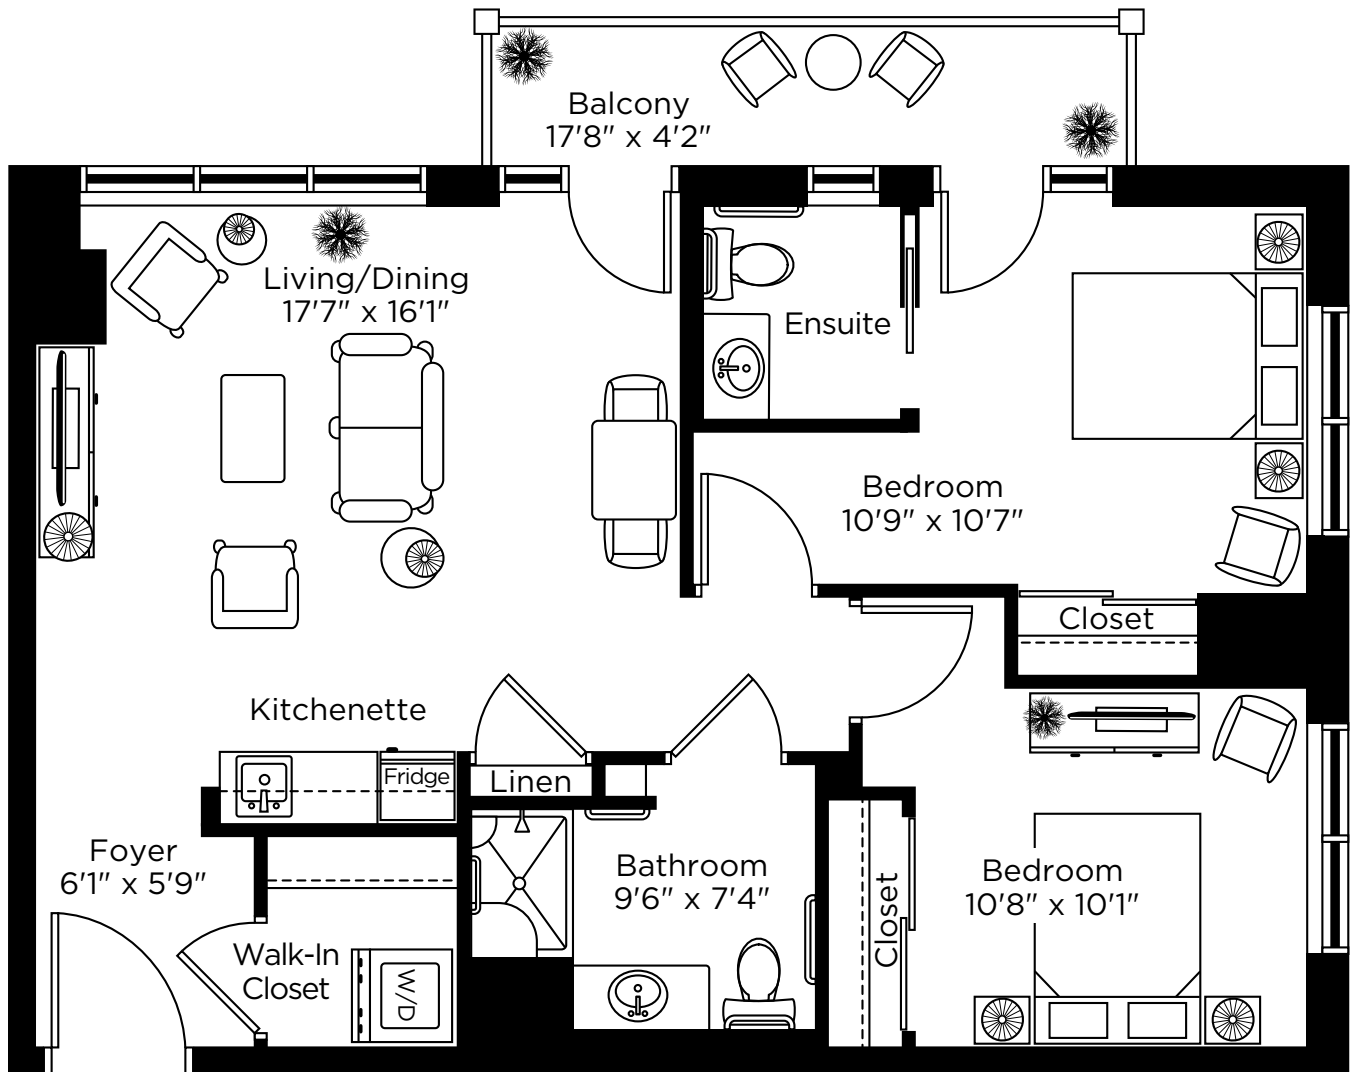 Balcony
17'8" x 4'2"
Living/Dining
17'7" x 16'1"
Ensuite
Bedroom
10'9" x 10'7"
Closet
Kitchenette
Fridge
Linen
Foyer
6'1" x 5'9"
Bathroom
9'6" x 7'4"
Closet
Bedroom
10'8" x 10'1"
Walk-In
Closet
W/D